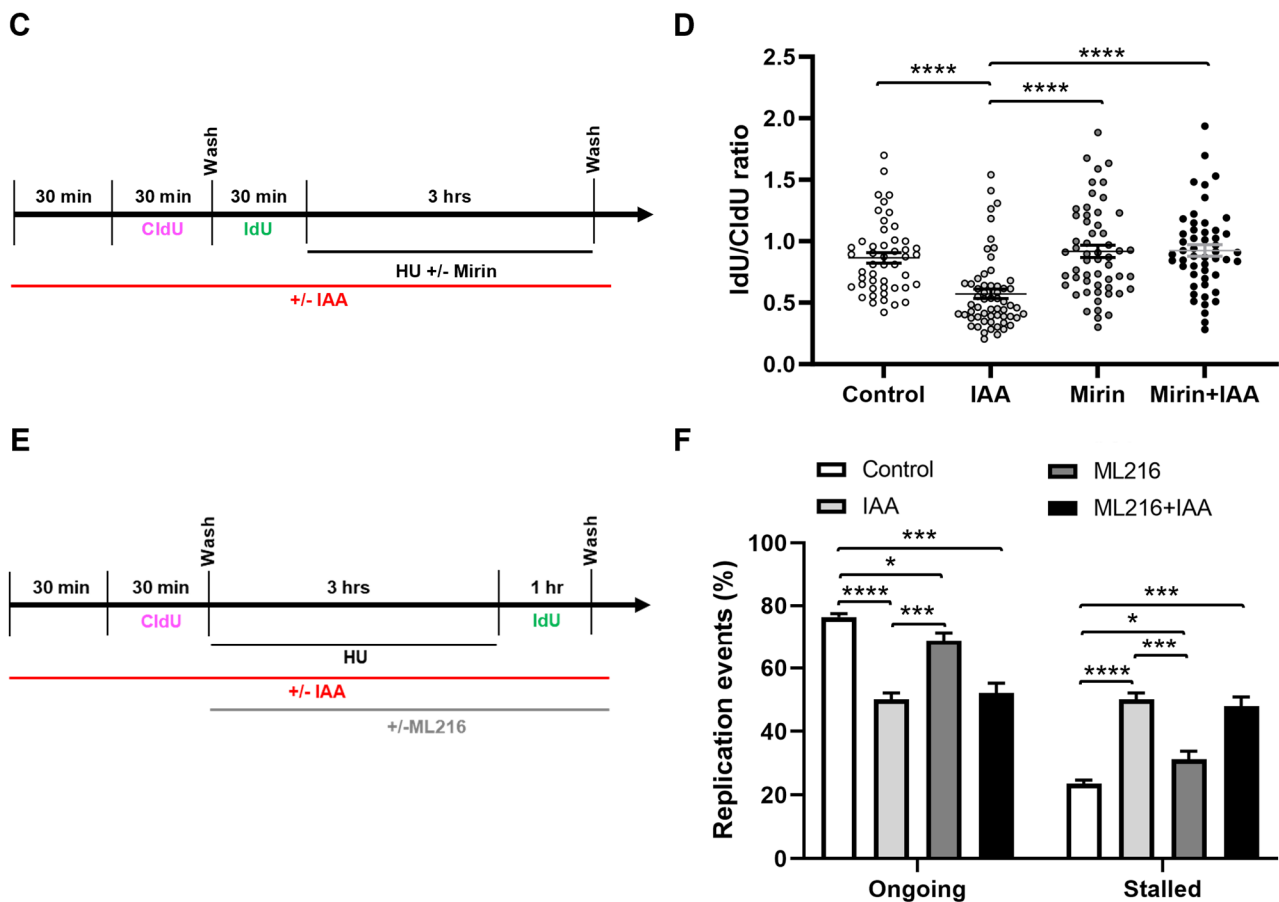 C
Wash
Wash
30 min
30 min
30 min
3 hrs
CldU
IdU
HU +/- Mirin
+/- IAA
D
IdU/CldU ratio
2.5
2.0
1.5
1.0
0.5
0.0
****
****
****
Control
IAA
Mirin
Mirin+IAA
E
Wash
Wash
30 min
30 min
3 hrs
1 hr
CldU
IdU
HU
+/- IAA
+/-ML216
F
Control
IAA
ML216
ML216+IAA
Replication events (%)
100
80
60
40
20
0
***
*
****
***
***
*
***
****
Ongoing
Stalled